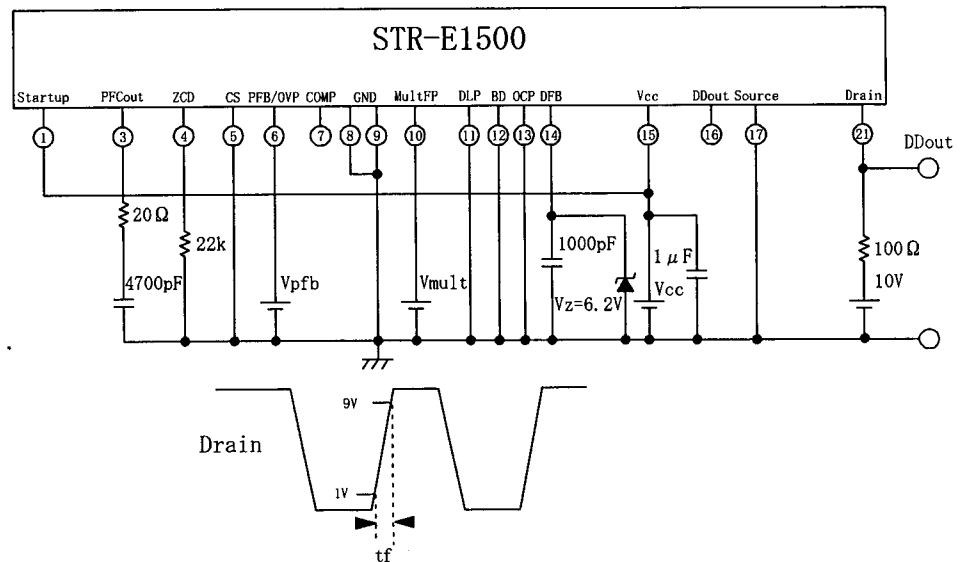 STR-E1500
Startup PFCout ZCD CS PFB/OVP COMP GND MultFP DLP BD OCP DFB Vcc DDout Source Drain
1 3 4 5 6 7 8 9 10 11 12 13 14 15 16 17 21
DDout
20Ω
22k
4700pF
Vpfb
Vmult
1000pF
Vz=6.2V
1μF
Vcc
100Ω
10V
Drain
9V
1V
tf